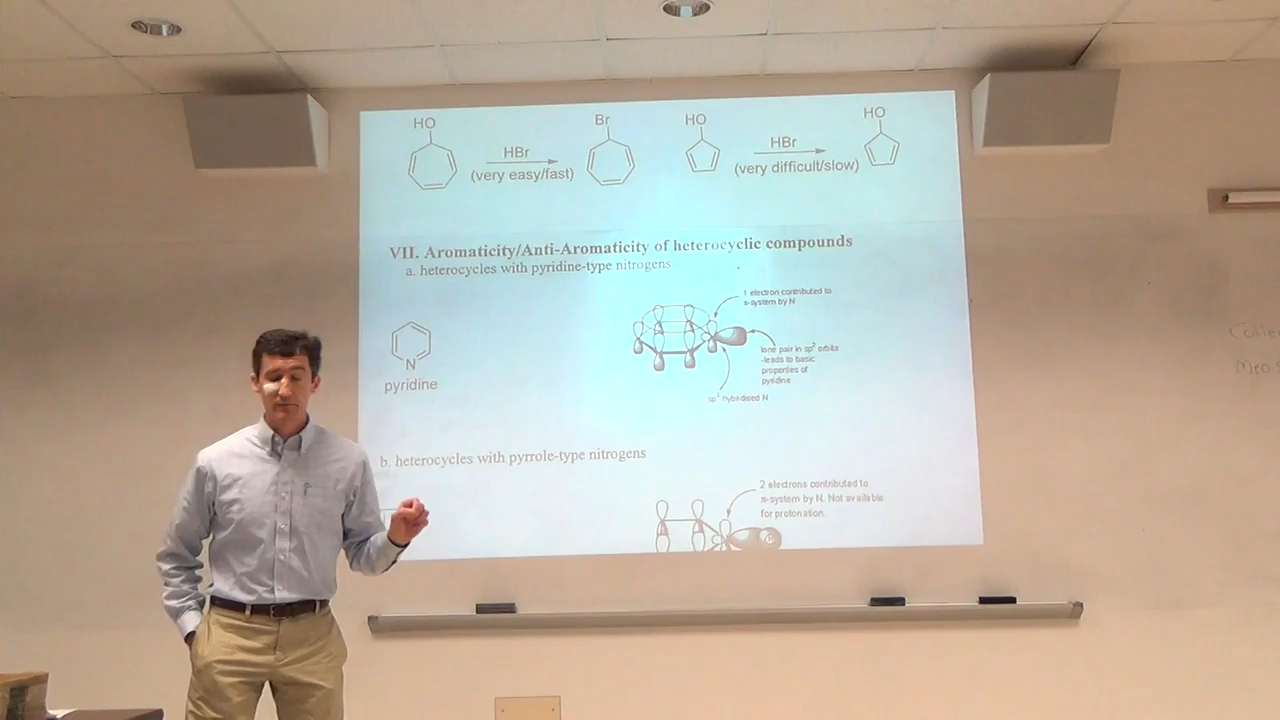 HO
Br
HO
HO
HBr
(very easy/fast)
HBr
(very difficult/slow)
VII. Aromaticity/Anti-Aromaticity of heterocyclic compounds
a. heterocycles with pyridine-type nitrogens
1 electron contributed to
π-system by N
N
pyridine
lone pair in sp² orbita
-leads to basic
properties of
pyridine
sp² hybridised N
b. heterocycles with pyrrole-type nitrogens
2 electrons contributed to
π-system by N. Not available
for protonation.
Colle